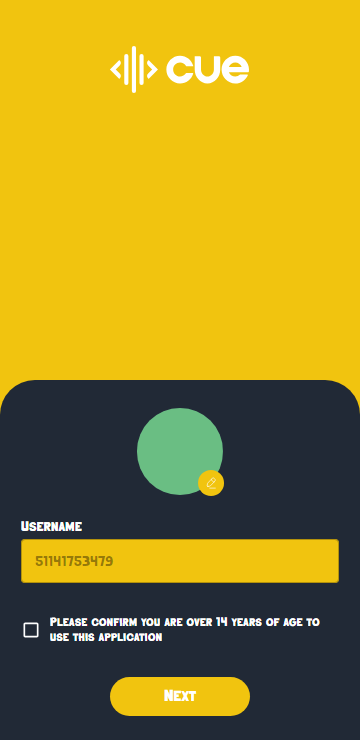 cue
Username
51141753479
Please confirm you are over 14 years of age to
use this application
Next